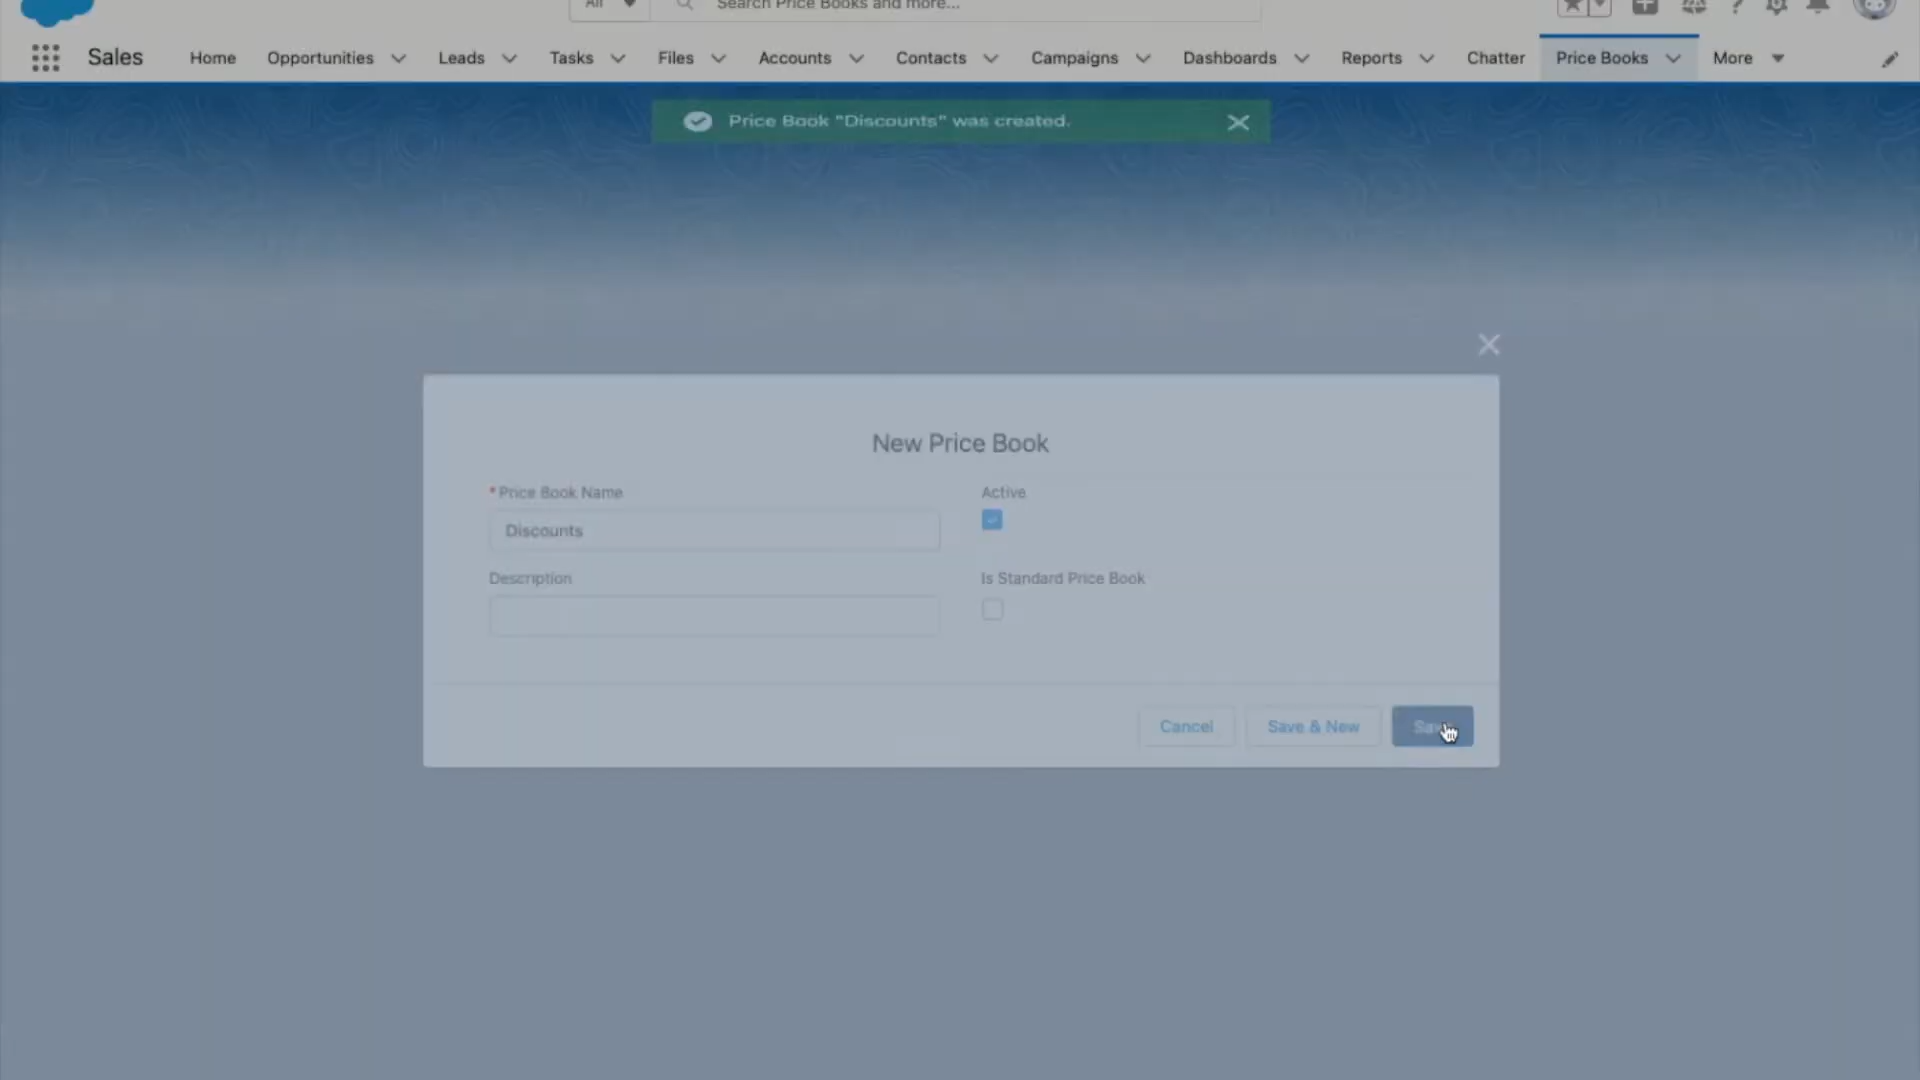 All
Search Price Books and more...
Sales
Home
Opportunities
Leads
Tasks
Files
Accounts
Contacts
Campaigns
Dashboards
Reports
Chatter
Price Books
More
Price Book "Discounts" was created.
New Price Book
*Price Book Name
Active
Discounts
Description
Is Standard Price Book
Cancel
Save & New